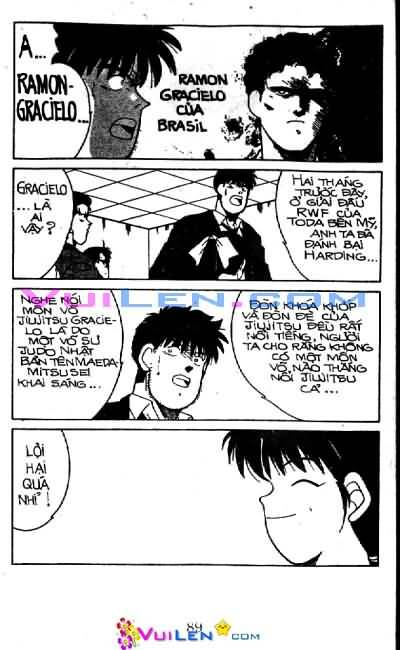 A...
RAMON-
GRACIELO...
RAMON
GRACIELO
CỦA
BRASIL
GRACIELO
...LÀ
AI
VẬY?
HAI THÁNG
TRƯỚC ĐÂY,
Ở GIẢI ĐẤU
RWF CỦA
TODA BÊN MỸ,
ANH TA ĐÃ
ĐÁNH BẠI
HARDING...
VUILEN.COM
NGHE NÓI
MÔN VÕ
JIUJITSU GRACIE-
LO LÀ DO
MỘT VÕ SƯ
JUDO NHẬT
BẢN TÊN MAEDA-
MITSUSEI
KHAI SÁNG...
ĐÒN KHÓA KHỚP
VÀ ĐÒN ĐÈ CỦA
JIUJITSU ĐỀU RẤT
NỔI TIẾNG, NGƯỜI
TA CHO RẰNG KHÔNG
CÓ MỘT MÔN
VÕ NÀO THẮNG
NỔI JIUJITSU
CẢ...
LỢI
HẠI
QUÁ
NHỈ!
89
VUILEN.COM